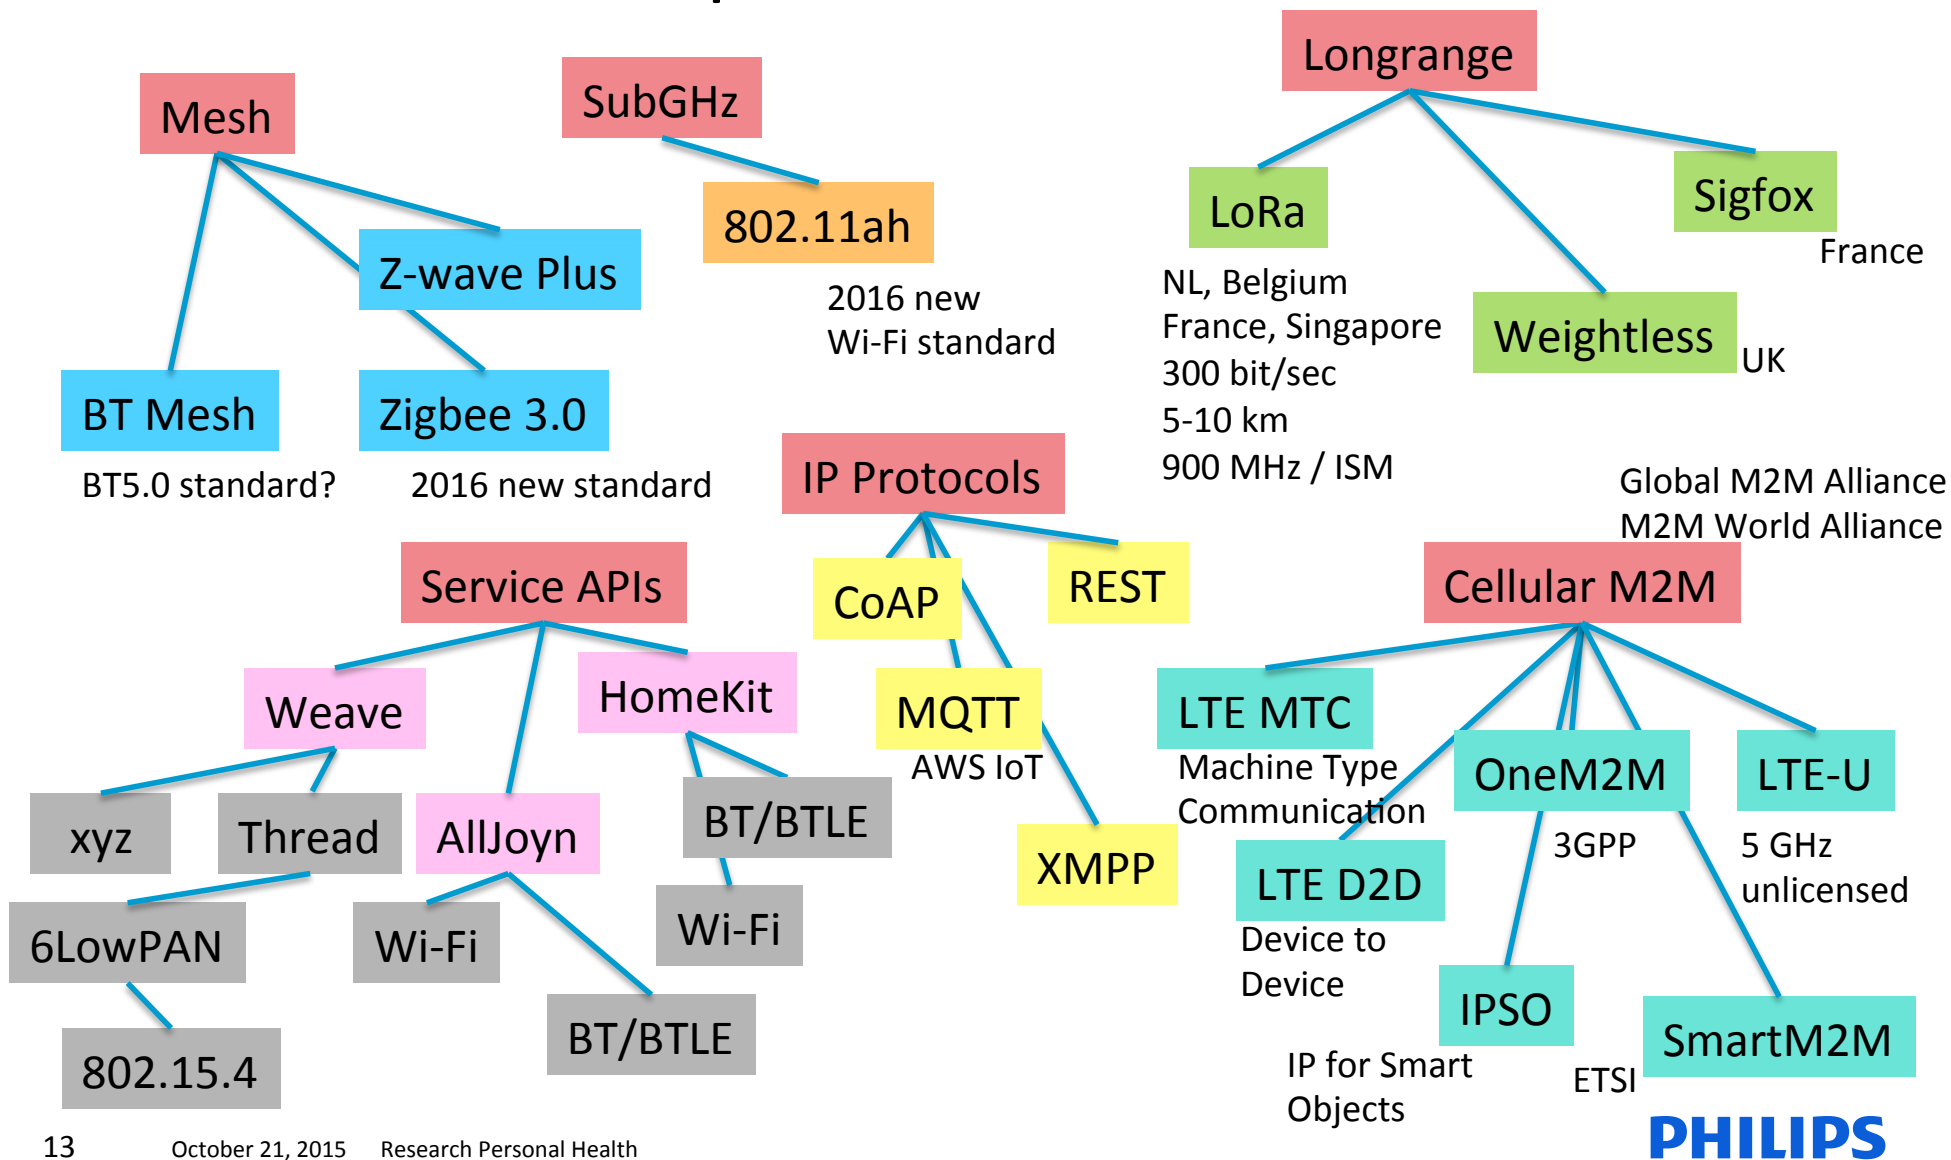 Longrange
Mesh
SubGHz
LoRa
Sigfox
802.11ah
France
Z-wave Plus
NL, Belgium
France, Singapore
300 bit/sec
5-10 km
900 MHz / ISM
2016 new
Wi-Fi standard
Weightless
UK
BT Mesh
Zigbee 3.0
BT5.0 standard?
2016 new standard
IP Protocols
Global M2M Alliance
M2M World Alliance
Service APIs
CoAP
REST
Cellular M2M
Weave
HomeKit
MQTT
AWS IoT
LTE MTC
Machine Type
Communication
OneM2M
3GPP
LTE-U
5 GHz
unlicensed
xyz
Thread
AllJoyn
BT/BTLE
XMPP
LTE D2D
Device to
Device
6LowPAN
Wi-Fi
Wi-Fi
IPSO
IP for Smart
Objects
BT/BTLE
SmartM2M
ETSI
802.15.4
13 October 21, 2015 Research Personal Health
PHILIPS